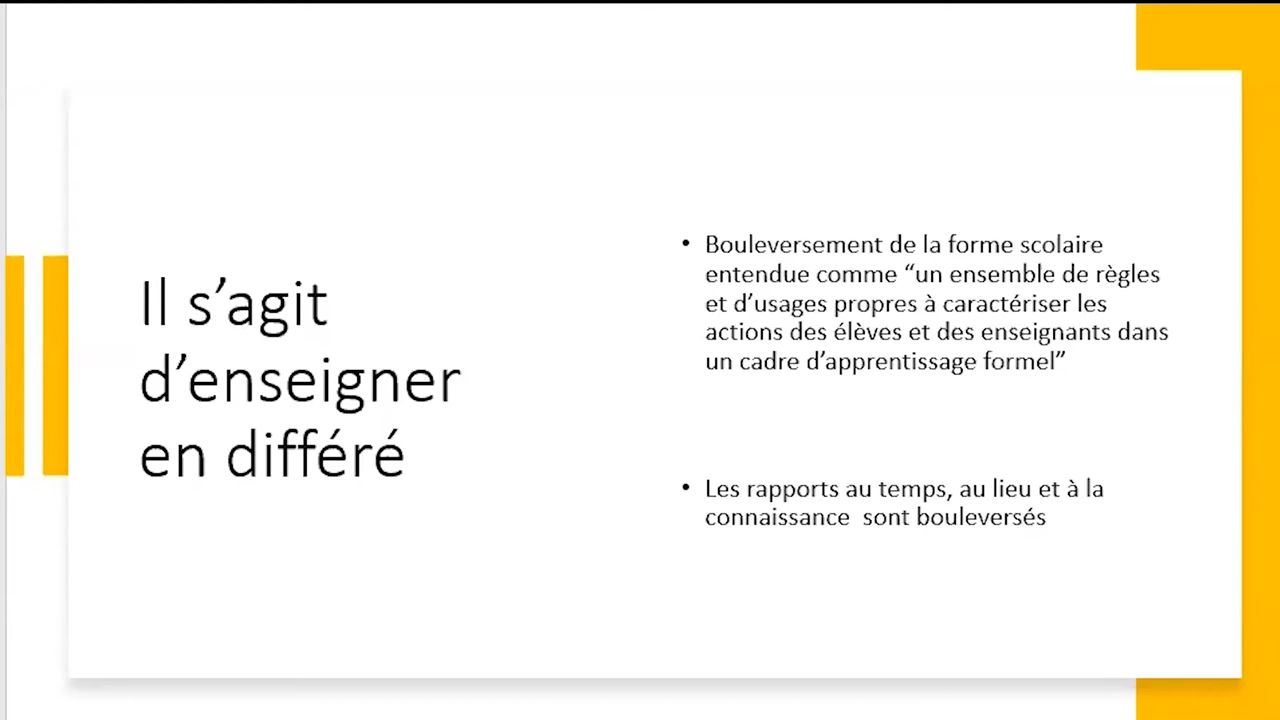 Il s’agit
d’enseigner
en différé
• Bouleversement de la forme scolaire
entendue comme “un ensemble de règles
et d’usages propres à caractériser les
actions des élèves et des enseignants dans
un cadre d’apprentissage formel”
• Les rapports au temps, au lieu et à la
connaissance  sont bouleversés